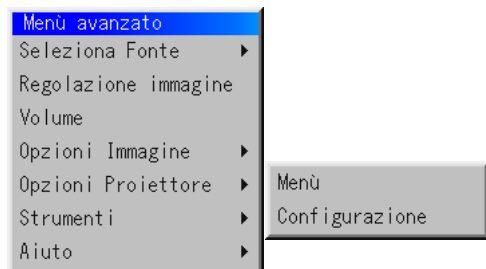 Menù avanzato
Seleziona Fonte
Regolazione immagine
Volume
Opzioni Immagine
Opzioni Proiettore
Strumenti
Aiuto
Menù
Configurazione